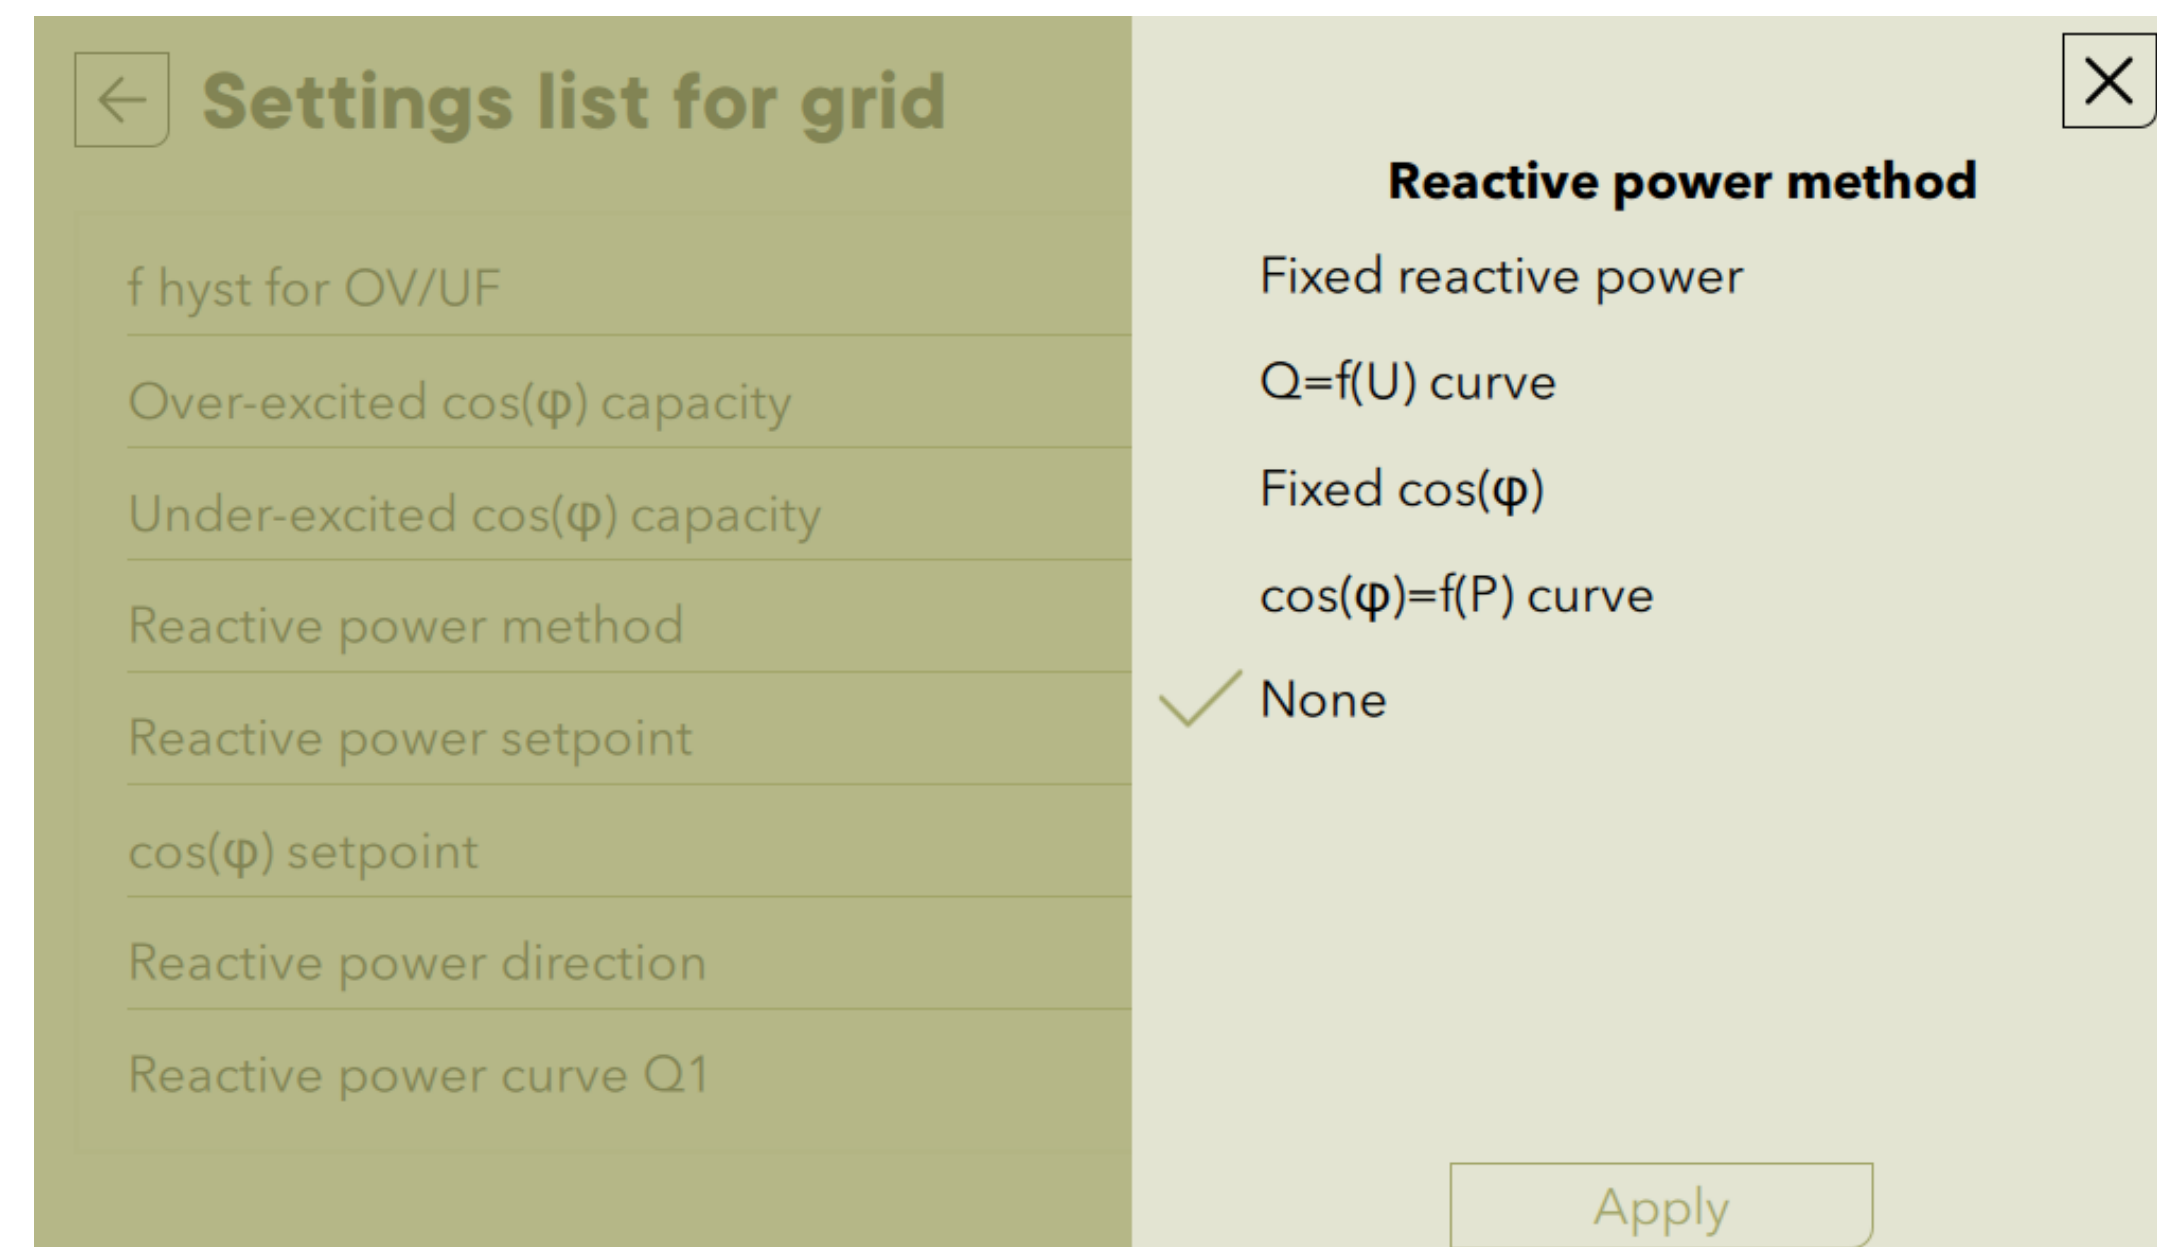 Settings list for grid
f hyst for OV/UF
Over-excited cos(φ) capacity
Under-excited cos(φ) capacity
Reactive power method
Reactive power setpoint
cos(φ) setpoint
Reactive power direction
Reactive power curve Q1
Reactive power method
Fixed reactive power
Q=f(U) curve
Fixed cos(φ)
cos(φ)=f(P) curve
None
Apply